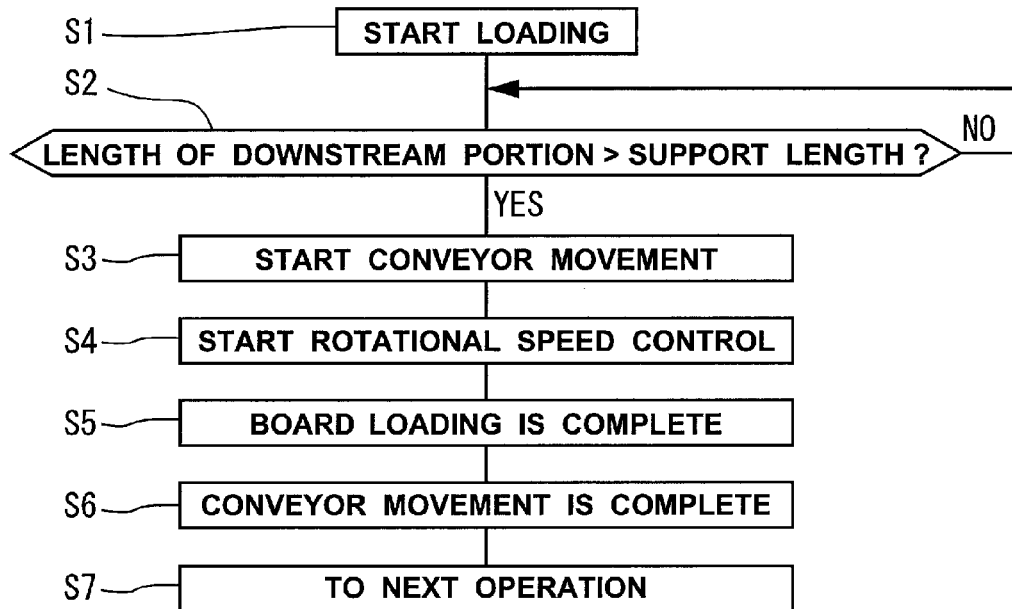 S1 START LOADING
S2
LENGTH OF DOWNSTREAM PORTION > SUPPORT LENGTH ? NO
YES
S3 START CONVEYOR MOVEMENT
S4 START ROTATIONAL SPEED CONTROL
S5 BOARD LOADING IS COMPLETE
S6 CONVEYOR MOVEMENT IS COMPLETE
S7 TO NEXT OPERATION